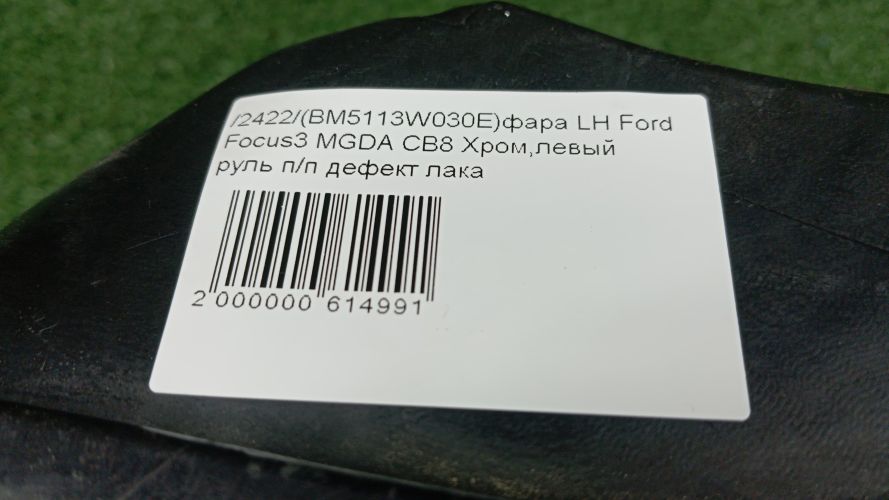 /2422/(BM5113W030E)фара LH Ford
Focus3 MGDA CB8 Хром,левый
руль п/п дефект лака
2 000000 614991